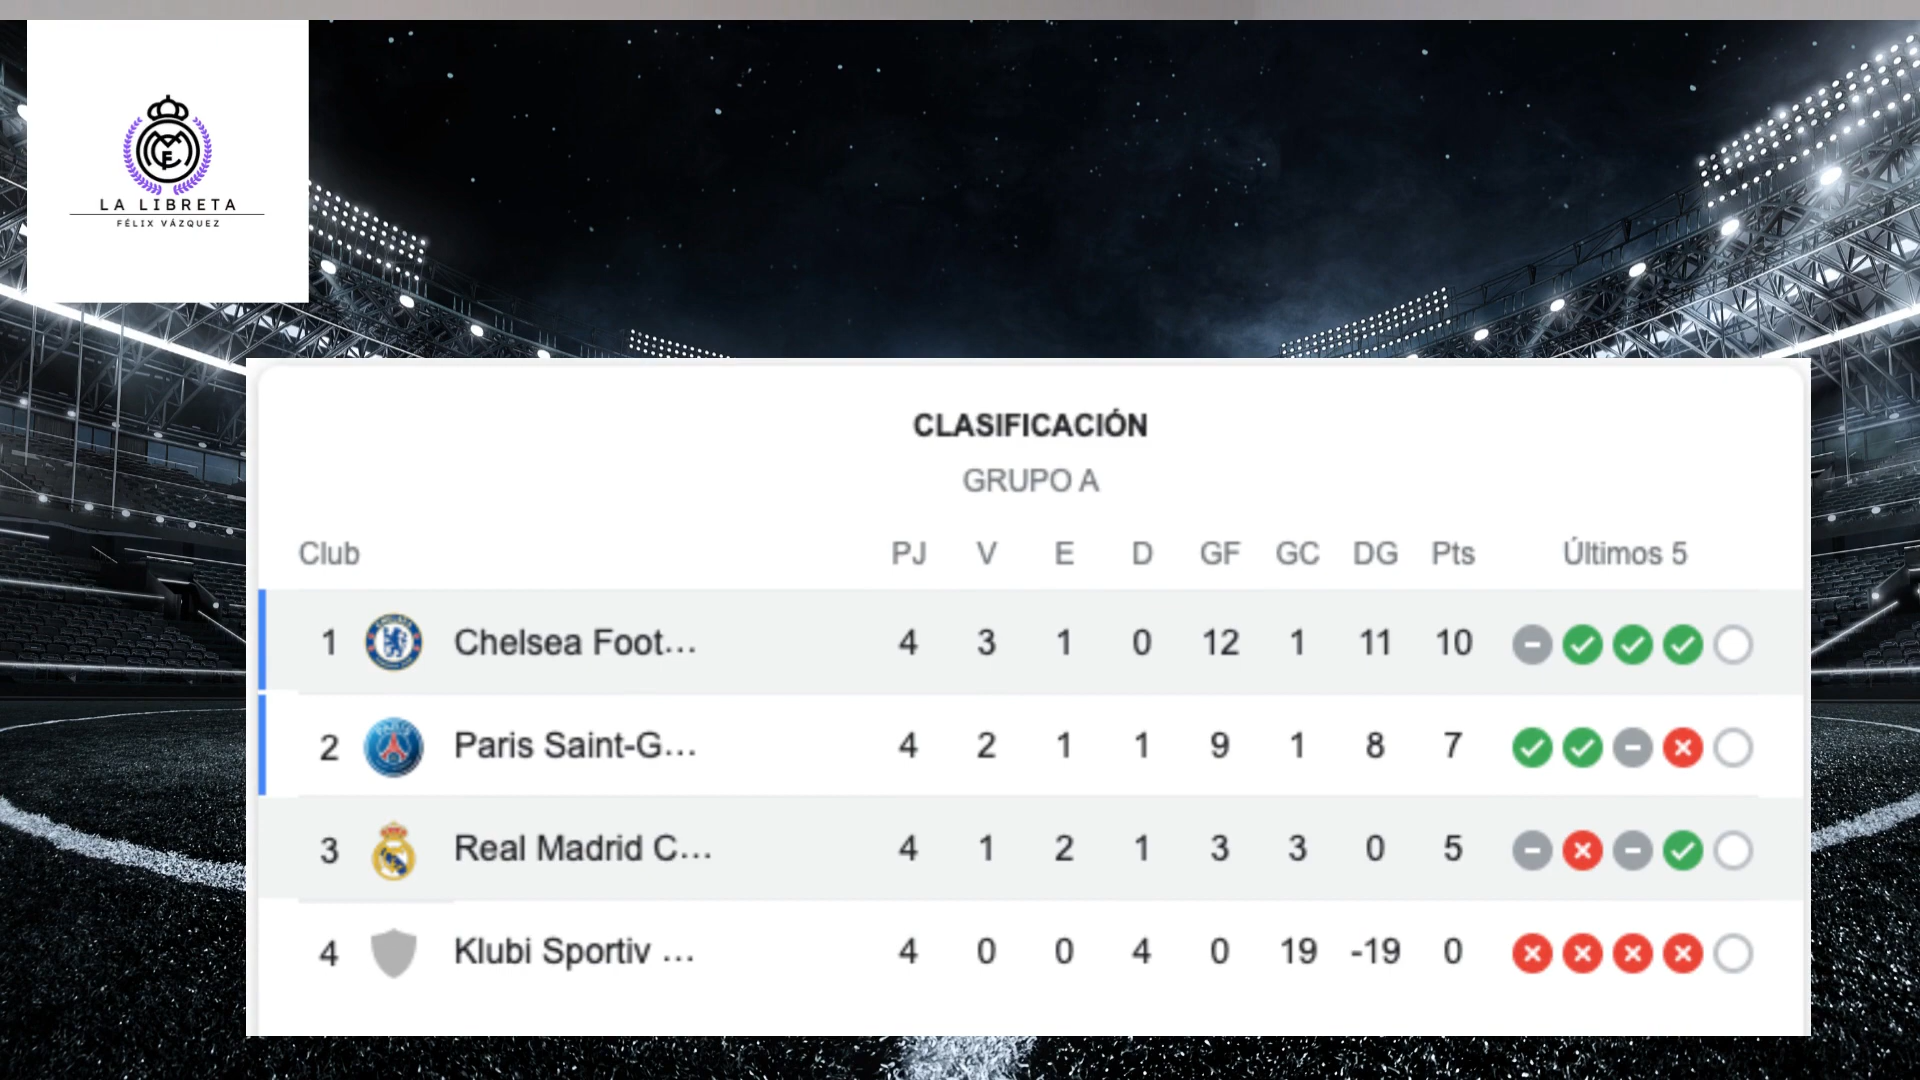 LA LIBRETA
FÉLIX VÁZQUEZ
CLASIFICACIÓN
GRUPO A
Club PJ V E D GF GC DG Pts Últimos 5
1 Chelsea Foot... 4 3 1 0 12 1 11 10
2 Paris Saint-G... 4 2 1 1 9 1 8 7
3 Real Madrid C... 4 1 2 1 3 3 0 5
4 Klubi Sportiv ... 4 0 0 4 0 19 -19 0